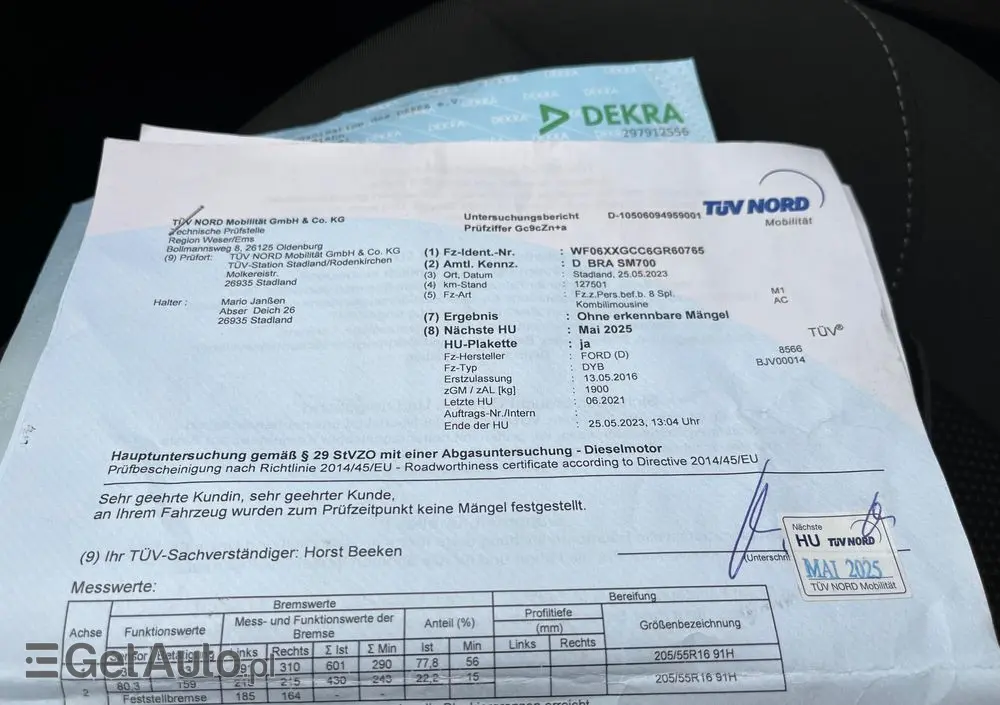 DEKRA
297912556
TÜV NORD Mobilität GmbH & Co. KG
Technische Prüfstelle
Region Weser/Ems
Bollmannsweg 8, 26125 Oldenburg
(9) Prüfort: TÜV NORD Mobilität GmbH & Co. KG
TÜV-Station Stadland/Rodenkirchen
Molkereistr.
26935 Stadland
Halter : Mario Janßen
Abser Deich 26
26935 Stadland
Untersuchungsbericht D-10506094959001
Prüfziffer Gc9cZn+a
TÜV NORD
Mobilität
(1) Fz-Ident.-Nr. : WF06XXGCC6GR60765
(2) Amtl. Kennz. : D BRA SM700
(3) Ort, Datum : Stadland, 25.05.2023
(4) km-Stand : 127501
(5) Fz-Art : Fz.z.Pers.bef.b. 8 Spl. M1
Kombilimousine AC
(7) Ergebnis : Ohne erkennbare Mängel
(8) Nächste HU : Mai 2025
TÜV®
HU-Plakette : ja
Fz-Hersteller : FORD (D) 8566
Fz-Typ : DYB BJV00014
Erstzulassung : 13.05.2016
zGM / zAL [kg] : 1900
Letzte HU : 06.2021
Auftrags-Nr./Intern :
Ende der HU : 25.05.2023, 13:04 Uhr
Hauptuntersuchung gemäß § 29 StVZO mit einer Abgasuntersuchung - Dieselmotor
Prüfbescheinigung nach Richtlinie 2014/45/EU - Roadworthiness certificate according to Directive 2014/45/EU
Sehr geehrte Kundin, sehr geehrter Kunde,
an Ihrem Fahrzeug wurden zum Prüfzeitpunkt keine Mängel festgestellt.
(9) Ihr TÜV-Sachverständiger: Horst Beeken
(Unterschri
Nächste
HU TÜV NORD
MAI 2025
TÜV NORD Mobilität
Messwerte:
Bremswerte Bereifung
Achse Funktionswerte Mess- und Funktionswerte der Bremse Anteil (%) Profiltiefe (mm) Größenbezeichnung
Links Rechts Σ Ist Σ Min Ist Min Links Rechts
310 601 290 77,8 56 205/55R16 91H
2 80.3 159 215 215 430 243 22,2 15 205/55R16 91H
Feststellbremse 185 164 - -
GetAuto.pl